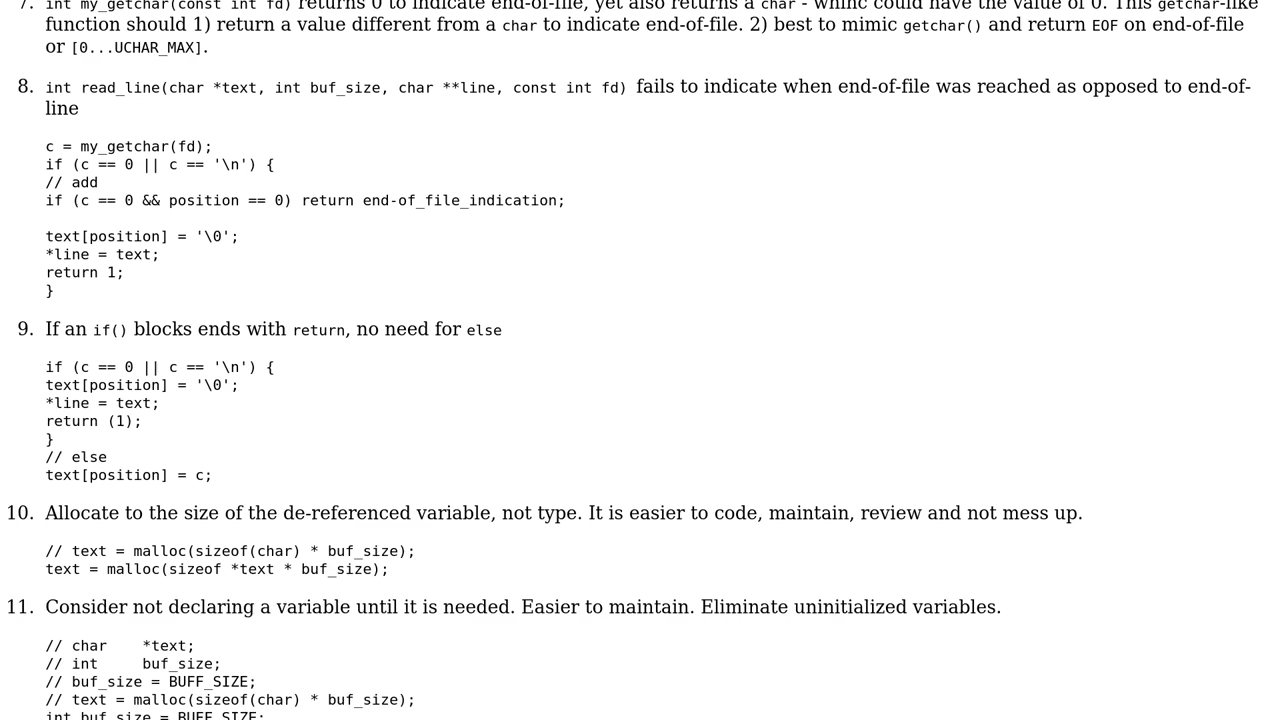 7. int my_getchar(const int fd) returns 0 to indicate end-of-file, yet also returns a char - whihc could have the value of 0. This getchar-like
function should 1) return a value different from a char to indicate end-of-file. 2) best to mimic getchar() and return EOF on end-of-file
or [0...UCHAR_MAX].
8. int read_line(char *text, int buf_size, char **line, const int fd) fails to indicate when end-of-file was reached as opposed to end-of-
line
c = my_getchar(fd);
if (c == 0 || c == '\n') {
// add
if (c == 0 && position == 0) return end-of_file_indication;
text[position] = '\0';
*line = text;
return 1;
}
9. If an if() blocks ends with return, no need for else
if (c == 0 || c == '\n') {
text[position] = '\0';
*line = text;
return (1);
}
// else
text[position] = c;
10. Allocate to the size of the de-referenced variable, not type. It is easier to code, maintain, review and not mess up.
// text = malloc(sizeof(char) * buf_size);
text = malloc(sizeof *text * buf_size);
11. Consider not declaring a variable until it is needed. Easier to maintain. Eliminate uninitialized variables.
// char    *text;
// int     buf_size;
// buf_size = BUFF_SIZE;
// text = malloc(sizeof(char) * buf_size);
int buf_size = BUFF_SIZE;